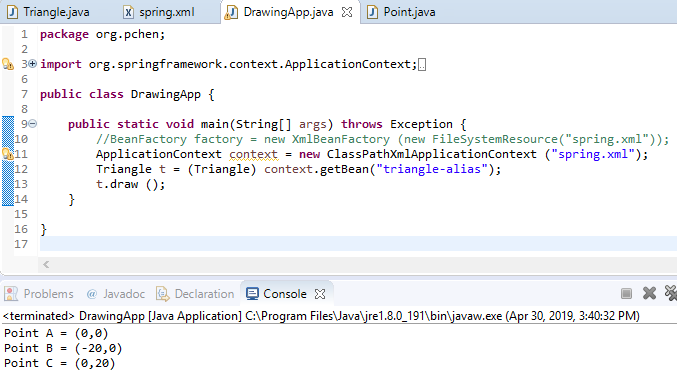 Triangle.java spring.xml DrawingApp.java Point.java
1 package org.pchen;
2
3 import org.springframework.context.ApplicationContext;
6
7 public class DrawingApp {
8
9 public static void main(String[] args) throws Exception {
10 //BeanFactory factory = new XmlBeanFactory (new FileSystemResource("spring.xml"));
11 ApplicationContext context = new ClassPathXmlApplicationContext ("spring.xml");
12 Triangle t = (Triangle) context.getBean("triangle-alias");
13 t.draw ();
14 }
15
16 }
17
Problems @ Javadoc Declaration Console
<terminated> DrawingApp [Java Application] C:\Program Files\Java\jre1.8.0_191\bin\javaw.exe (Apr 30, 2019, 3:40:32 PM)
Point A = (0,0)
Point B = (-20,0)
Point C = (0,20)